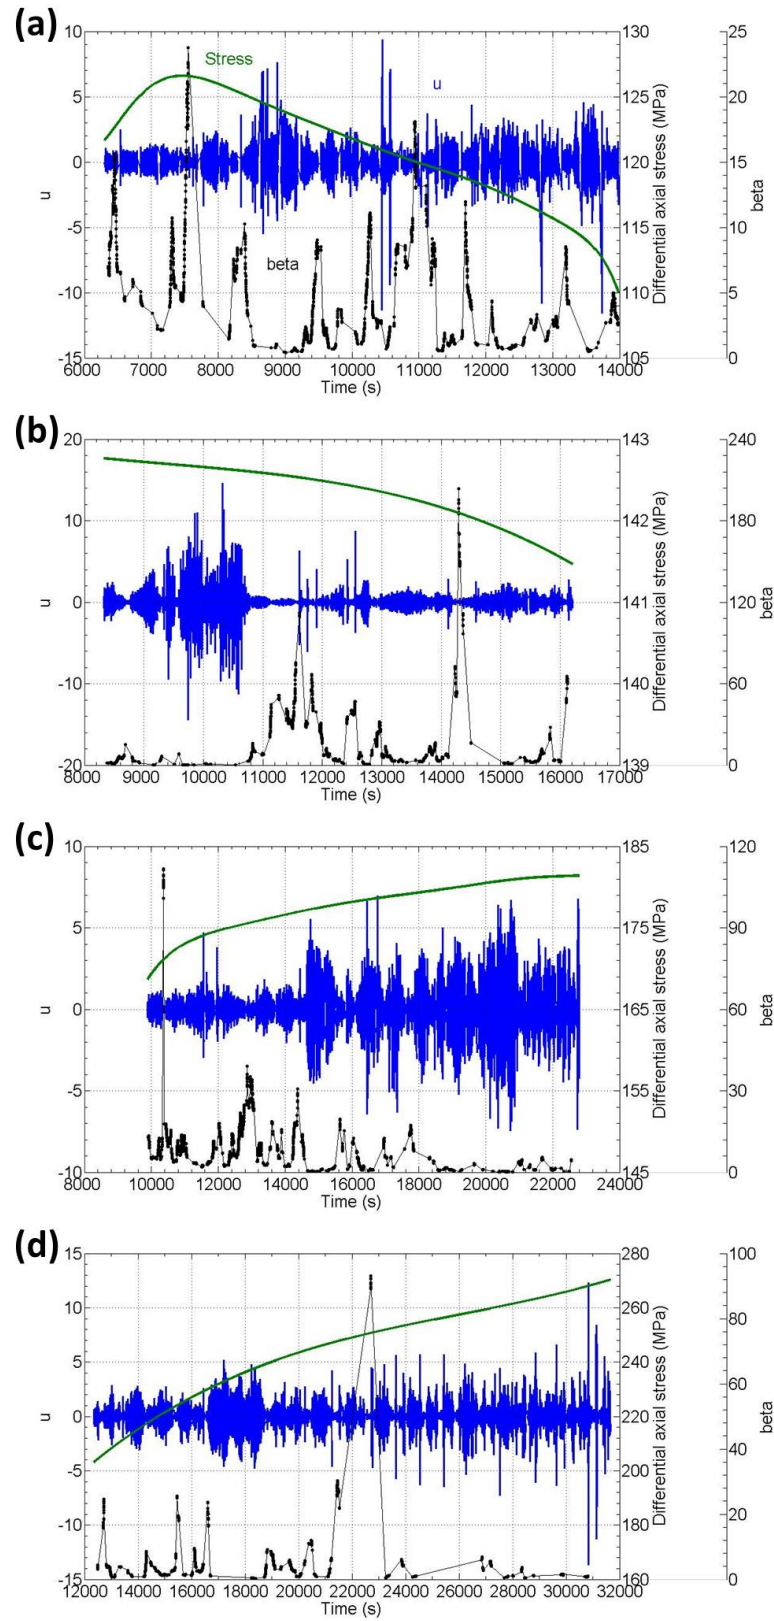 (a)
10
5
0
-5
-10
-15
u
Stress
u
beta
130
125
120
115
110
105
Differential axial stress (MPa)
25
20
15
10
5
0
beta
6000 7000 8000 9000 10000 11000 12000 13000 14000
Time (s)
(b)
20
10
0
-10
-20
u
143
142
141
140
139
Differential axial stress (MPa)
240
180
120
60
0
beta
8000 9000 10000 11000 12000 13000 14000 15000 16000 17000
Time (s)
(c)
10
5
0
-5
-10
u
185
175
165
155
145
Differential axial stress (MPa)
120
90
60
30
0
beta
8000 10000 12000 14000 16000 18000 20000 22000 24000
Time (s)
(d)
15
10
5
0
-5
-10
-15
u
280
260
240
220
200
180
160
Differential axial stress (MPa)
100
80
60
40
20
0
beta
12000 14000 16000 18000 20000 22000 24000 26000 28000 30000 32000
Time (s)